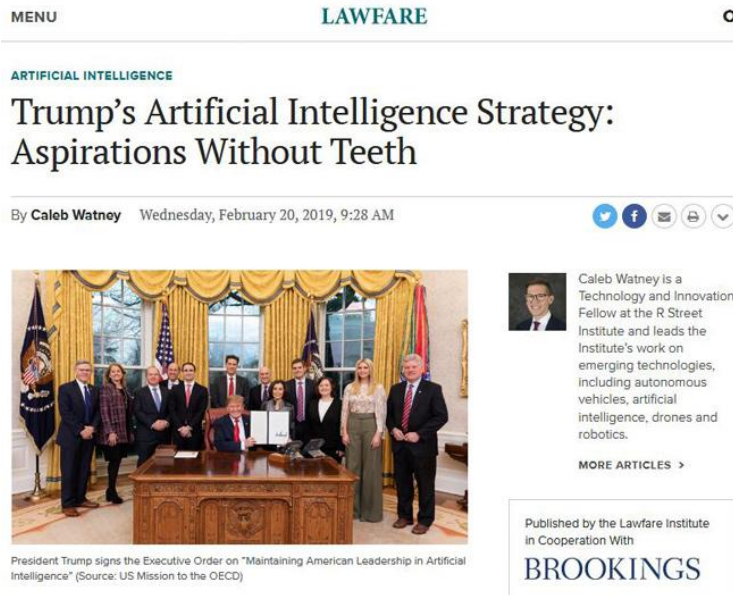 MENU
LAWFARE
ARTIFICIAL INTELLIGENCE
Trump's Artificial Intelligence Strategy:
Aspirations Without Teeth
By Caleb Watney Wednesday, February 20, 2019, 9:28 AM
President Trump signs the Executive Order on "Maintaining American Leadership in Artificial
Intelligence" (Source: US Mission to the OECD)
Caleb Watney is a
Technology and Innovation
Fellow at the R Street
Institute and leads the
Institute's work on
emerging technologies,
including autonomous
vehicles, artificial
intelligence, drones and
robotics.
MORE ARTICLES >
Published by the Lawfare Institute
in Cooperation With
BROOKINGS